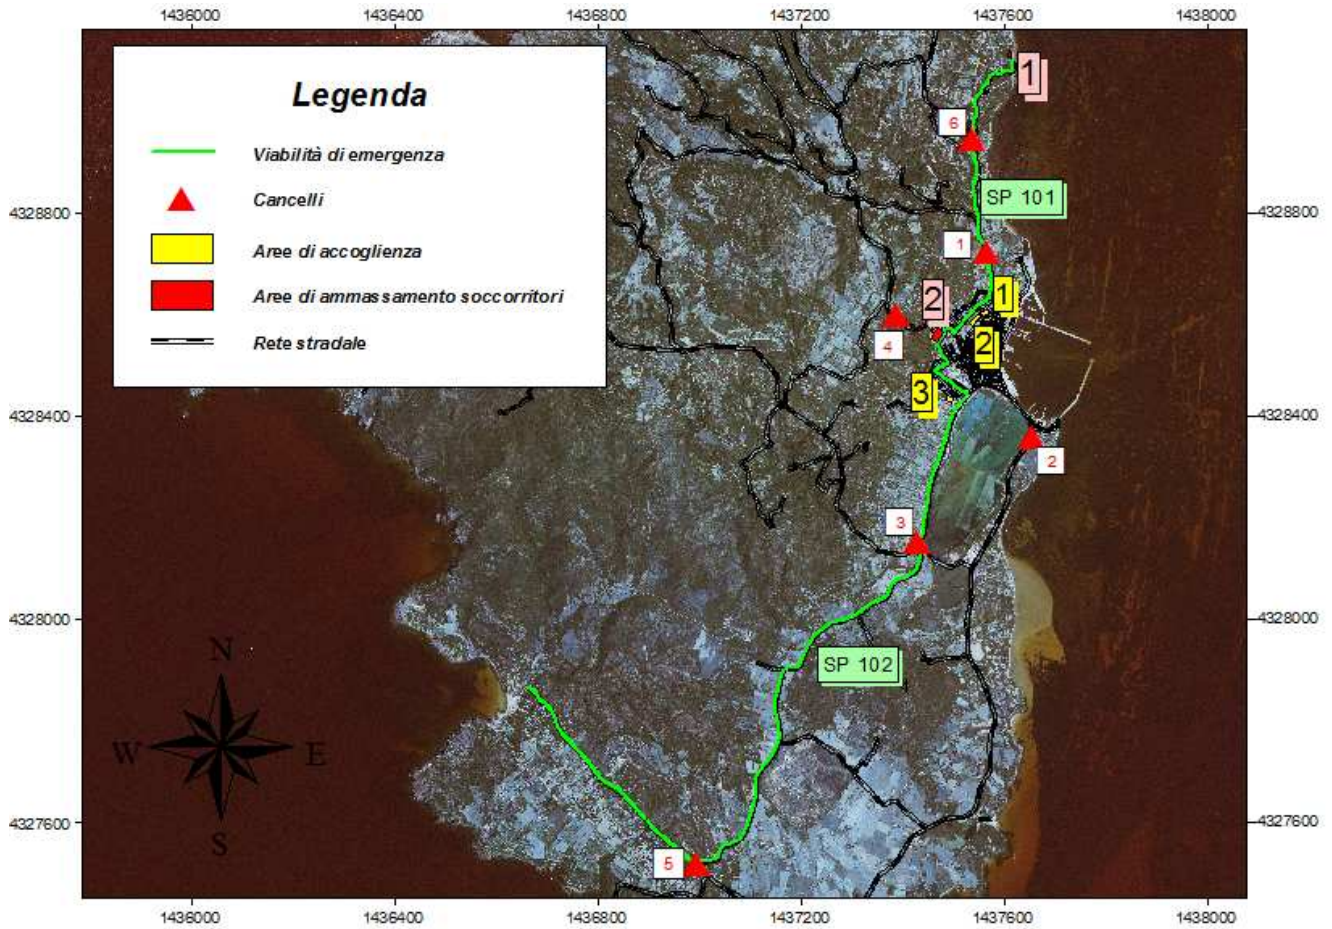 1436000 1436400 1436800 1437200 1437600 1438000
Legenda
Viabilità di emergenza
Cancelli
Aree di accoglienza
Aree di ammassamento soccorritori
Rete stradale
1
6
SP 101
4328800 4328800
1
1
2
4
2
3
4328400 4328400
2
3
4328000 4328000
N
SP 102
W E
4327600 4327600
S
5
1436000 1436400 1436800 1437200 1437600 1438000